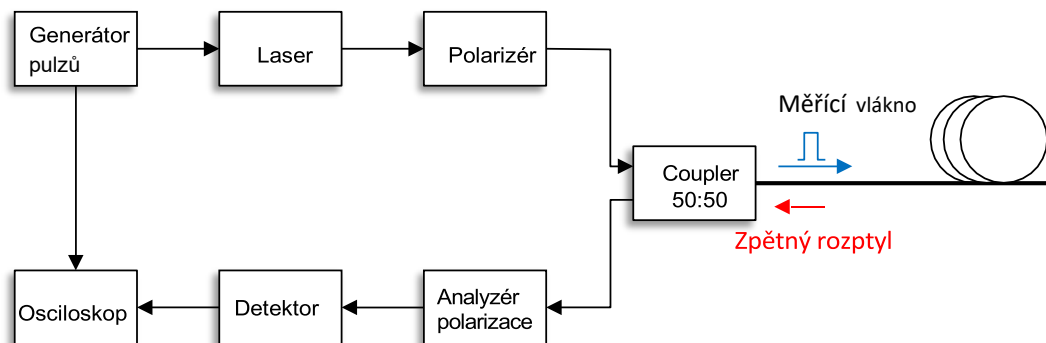 Generátor
pulzů
Laser
Polarizér
Měřící vlákno
Coupler
50:50
Zpětný rozptyl
Osciloskop
Detektor
Analyzér
polarizace